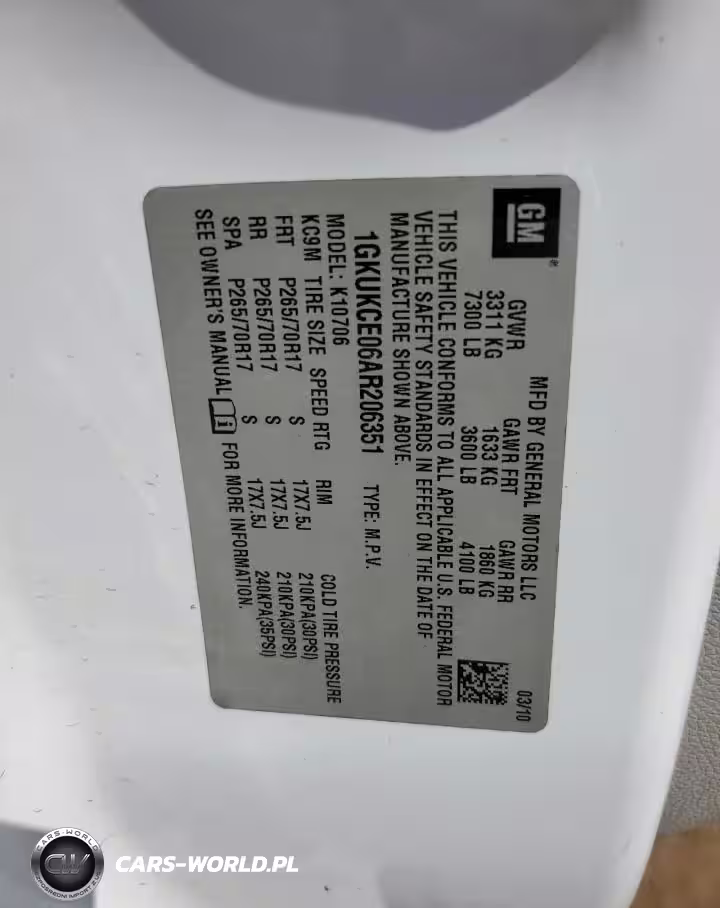 GM
MFD BY GENERAL MOTORS LLC 03/10
GVWR GAWR FRT GAWR RR
3311 KG 1633 KG 1860 KG
7300 LB 3600 LB 4100 LB
THIS VEHICLE CONFORMS TO ALL APPLICABLE U.S. FEDERAL MOTOR
VEHICLE SAFETY STANDARDS IN EFFECT ON THE DATE OF
MANUFACTURE SHOWN ABOVE.
1GKUKCE06AR206351 TYPE: M.P.V.
MODEL: K10706
KC9M TIRE SIZE SPEED RTG RIM COLD TIRE PRESSURE
FRT P265/70R17 S 17X7.5J 210KPA(30PSI)
RR P265/70R17 S 17X7.5J 210KPA(30PSI)
SPA P265/70R17 S 17X7.5J 240KPA(35PSI)
SEE OWNER'S MANUAL FOR MORE INFORMATION.
CARS-WORLD
CW
CARS-WORLD.PL